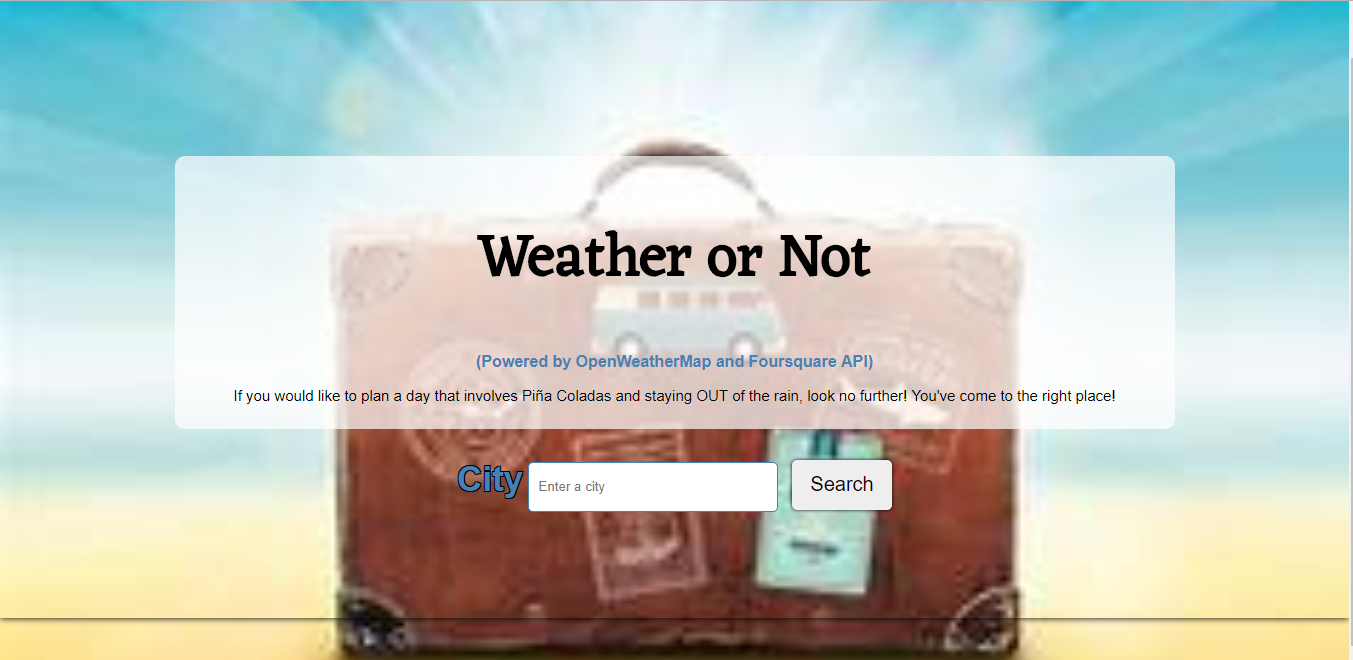 Weather or Not
(Powered by OpenWeatherMap and Foursquare API)
If you would like to plan a day that involves Piña Coladas and staying OUT of the rain, look no further! You've come to the right place!
City Enter a city Search